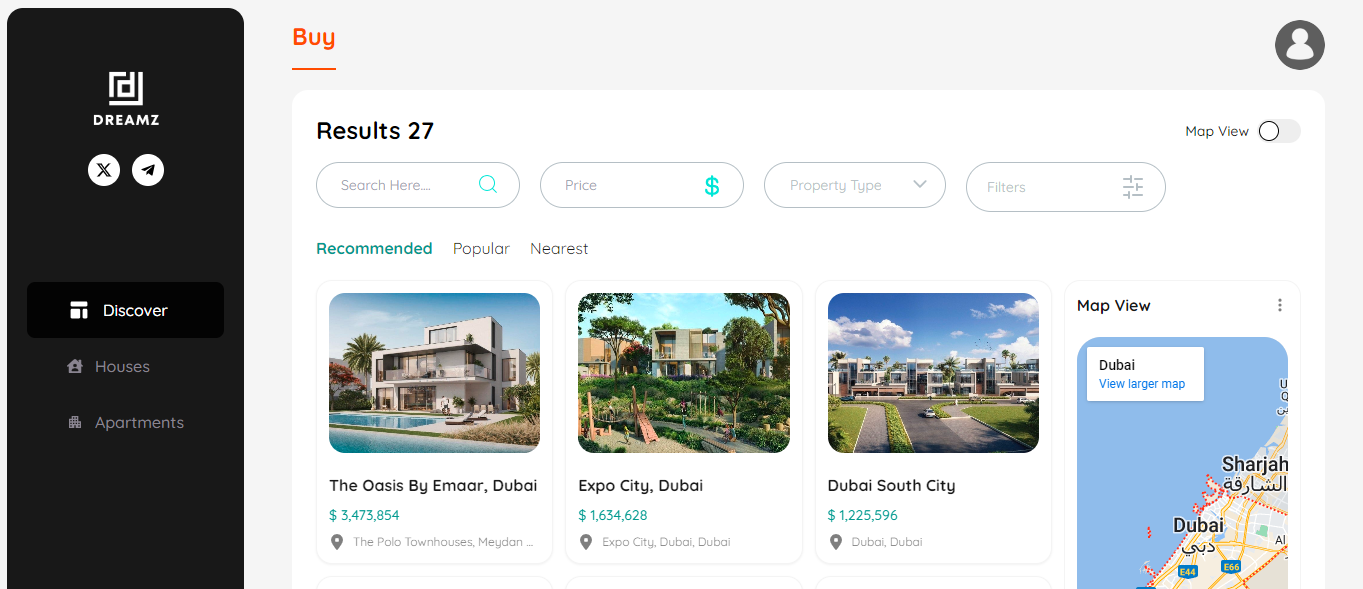 DREAMZ
Discover
Houses
Apartments
Buy
Results 27
Map View
Search Here....
Price
$
Property Type
Filters
Recommended
Popular
Nearest
The Oasis By Emaar, Dubai
$ 3,473,854
The Polo Townhouses, Meydan ...
Expo City, Dubai
$ 1,634,628
Expo City, Dubai, Dubai
Dubai South City
$ 1,225,596
Dubai, Dubai
Map View
Dubai
View larger map
Sharjah
الشارقة
Dubai
دبي
Al
E44
E66